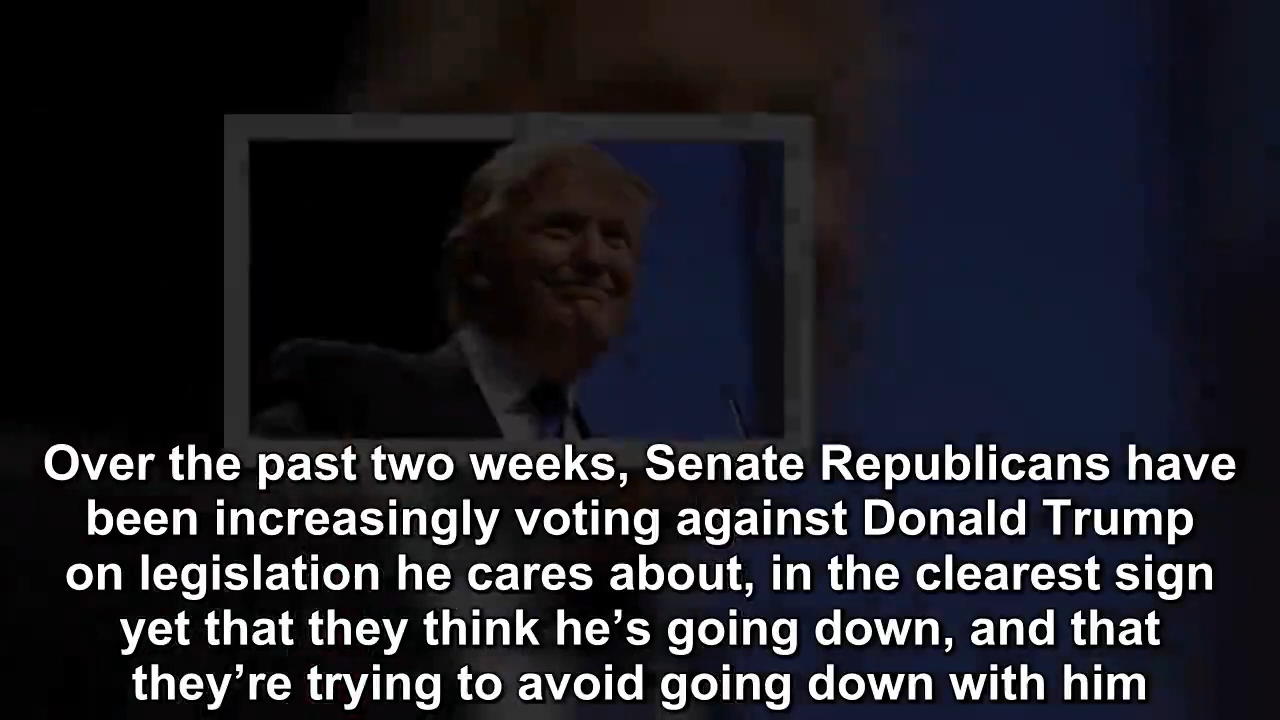 Over the past two weeks, Senate Republicans have
been increasingly voting against Donald Trump
on legislation he cares about, in the clearest sign
yet that they think he’s going down, and that
they’re trying to avoid going down with him